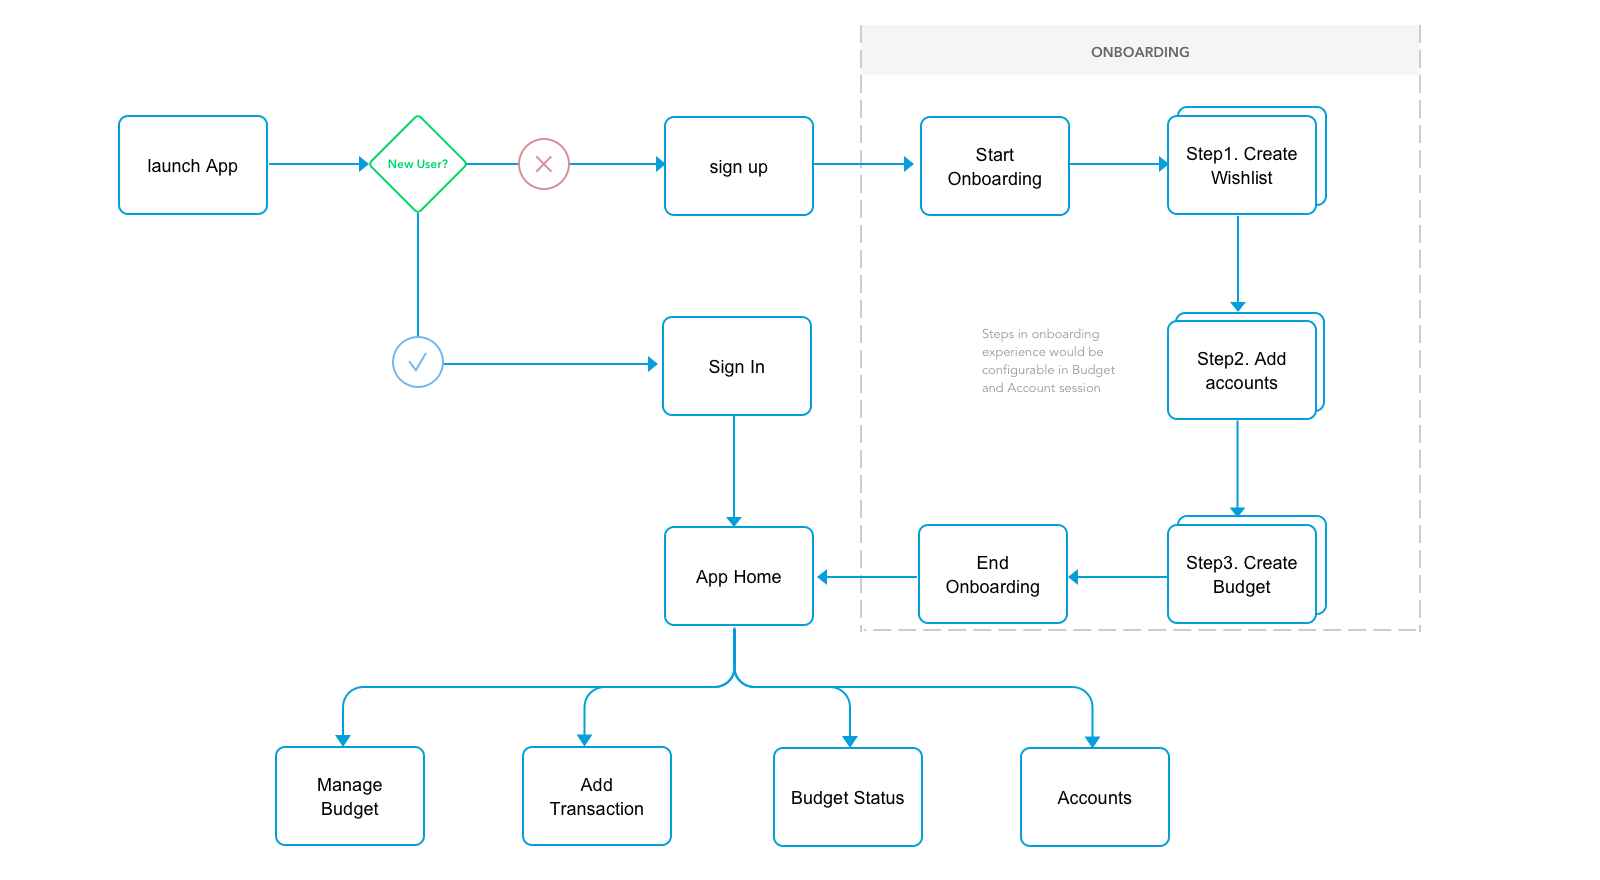 ONBOARDING
launch App
New User?
sign up
Start
Onboarding
Step1. Create
Wishlist
Sign In
Steps in onboarding
experience would be
configurable in Budget
and Account session
Step2. Add
accounts
App Home
End
Onboarding
Step3. Create
Budget
Manage
Budget
Add
Transaction
Budget Status
Accounts